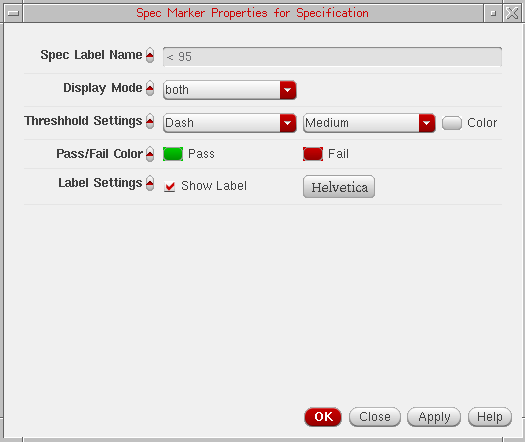 Spec Marker Properties for Specification
Spec Label Name < 95
Display Mode both
Threshhold Settings Dash Medium Color
Pass/Fail Color Pass Fail
Label Settings Show Label Helvetica
OK Close Apply Help